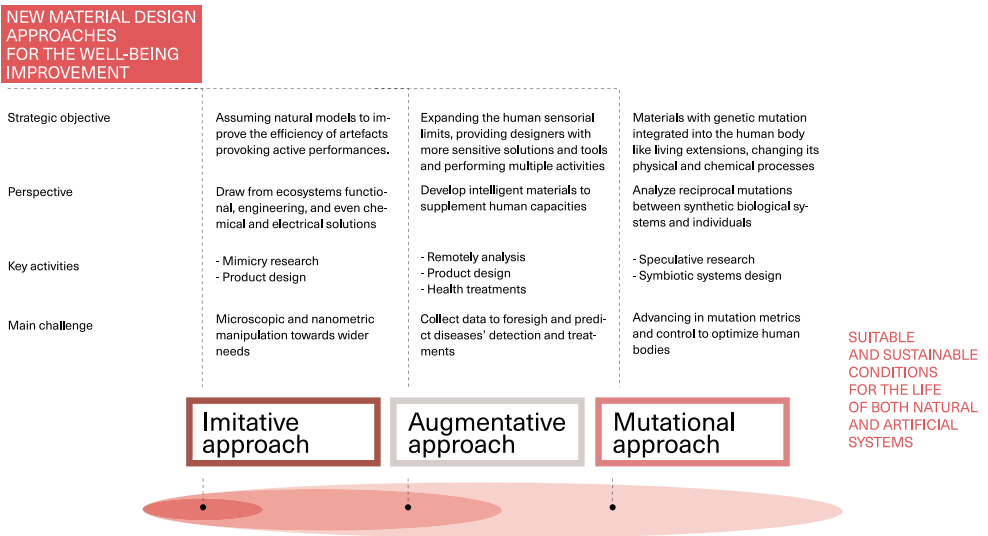 NEW MATERIAL DESIGN
APPROACHES
FOR THE WELL-BEING
IMPROVEMENT
Strategic objective
Assuming natural models to im-
prove the efficiency of artefacts
provoking active performances.
Expanding the human sensorial
limits, providing designers with
more sensitive solutions and tools
and performing multiple activities
Materials with genetic mutation
integrated into the human body
like living extensions, changing its
physical and chemical processes
Perspective
Draw from ecosystems functio-
nal, engineering, and even che-
mical and electrical solutions
Develop intelligent materials to
supplement human capacities
Analyze reciprocal mutations
between synthetic biological sy-
stems and individuals
Key activities
- Mimicry research
- Product design
- Remotely analysis
- Product design
- Health treatments
- Speculative research
- Symbiotic systems design
Main challenge
Microscopic and nanometric
manipulation towards wider
needs
Collect data to foresigh and predi-
ct diseases' detection and treat-
ments
Advancing in mutation metrics
and control to optimize human
bodies
SUITABLE
AND SUSTAINABLE
CONDITIONS
FOR THE LIFE
OF BOTH NATURAL
AND ARTIFICIAL
SYSTEMS
Imitative
approach
Augmentative
approach
Mutational
approach